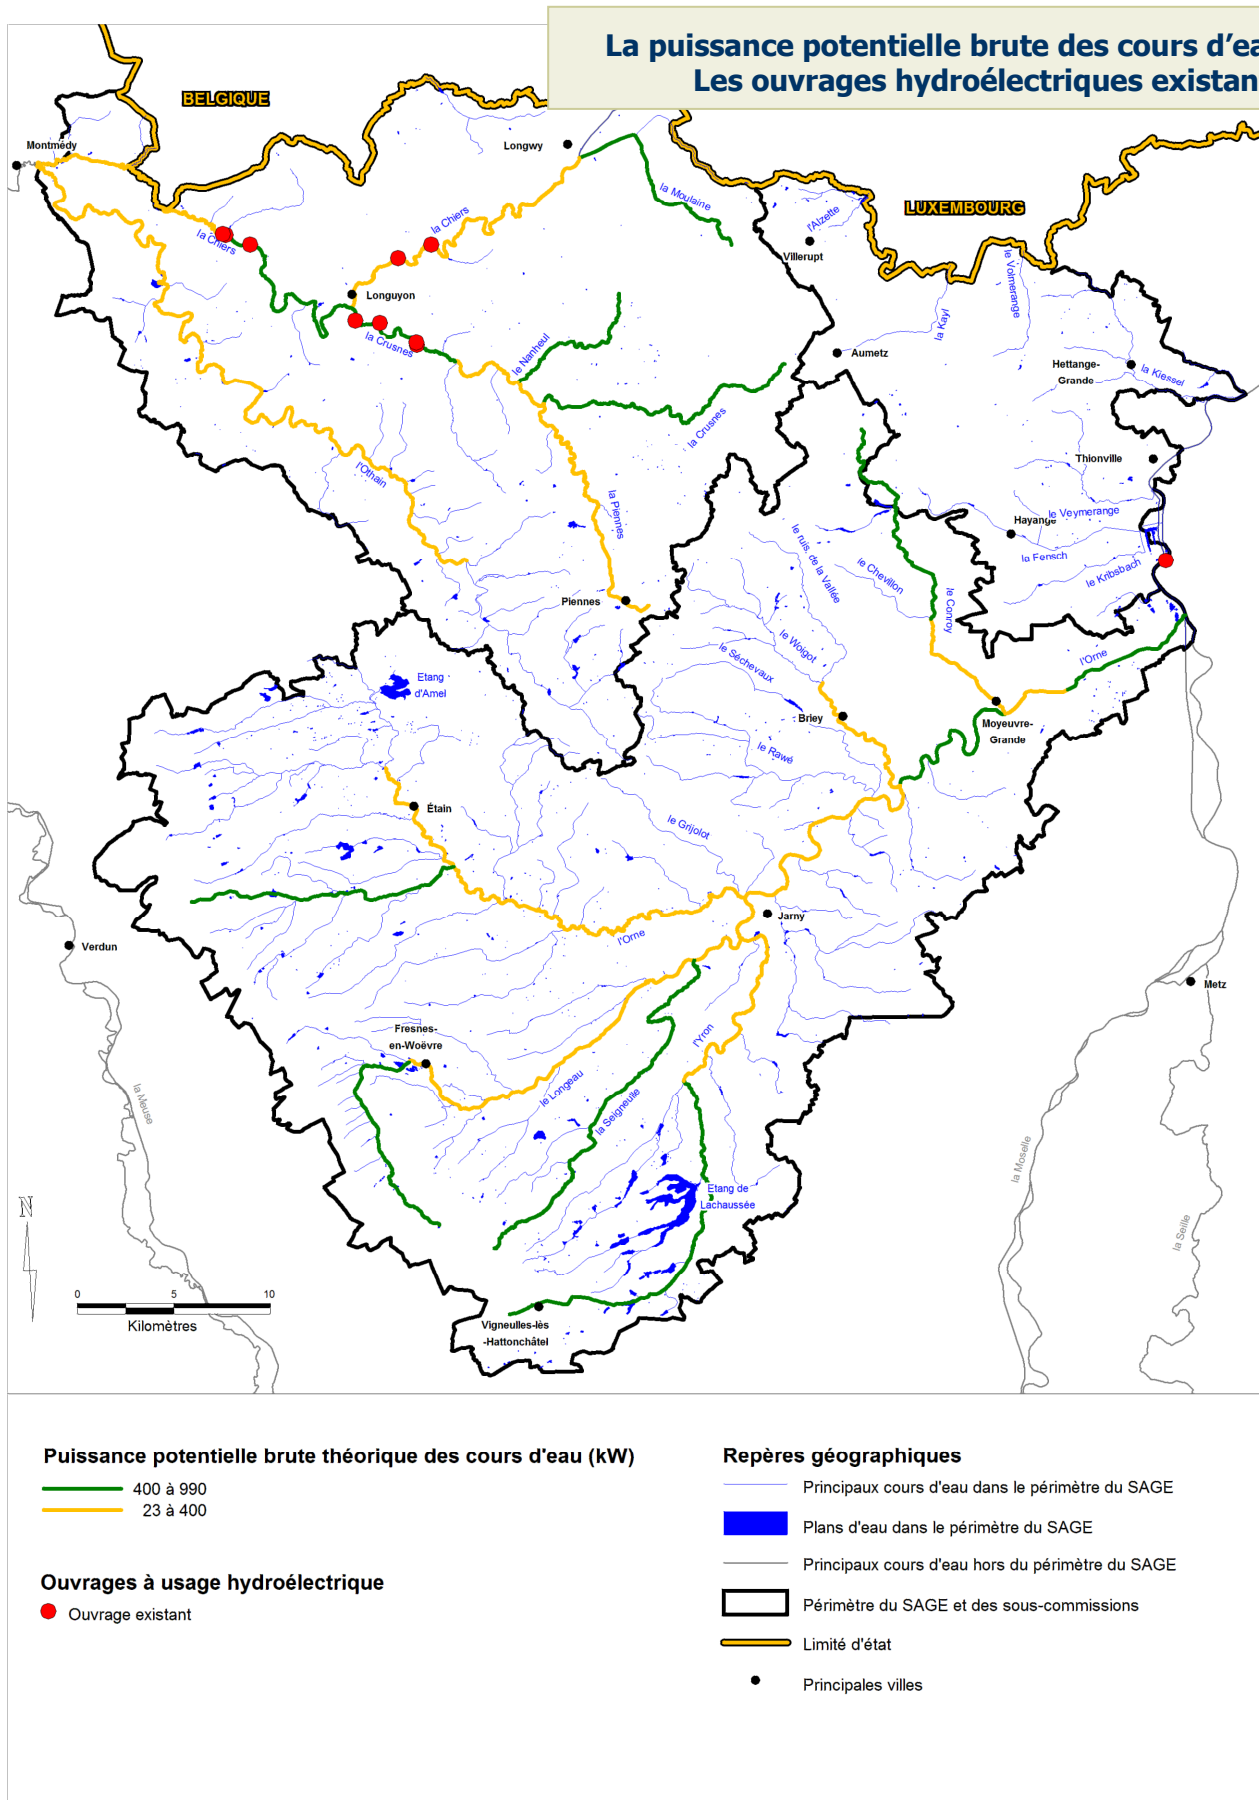 La puissance potentielle brute des cours d'ea
Les ouvrages hydroélectriques existan
BELGIQUE
Montmédy
Longwy
la Moulaine
LUXEMBOURG
l'Alzette
Villerupt
la Chiers
la Chiers
le Volmerange
Longuyon
la Kayl
la Crusnes
le Nanheul
Aumetz
Hettange-
Grande
la Kiessel
la Crusnes
Thionville
l'Othain
la Piennes
le Veymerange
Hayange
la Fensch
le ruis. de la Vallée
le Chevillon
le Kribsbach
le Conroy
Piennes
le Woigot
le Séchevaux
l'Orne
Etang
d'Amel
Briey
Moyeuvre-
Grande
le Rawé
Étain
le Grijolot
Jarny
l'Orne
Verdun
Metz
Fresnes-
en-Woëvre
l'Yron
le Longeau
la Seigneulle
la Meuse
la Moselle
Etang de
Lachaussée
la Seille
N
0 5 10
Kilomètres
Vigneulles-lès
-Hattonchâtel
Puissance potentielle brute théorique des cours d'eau (kW)
400 à 990
23 à 400
Ouvrages à usage hydroélectrique
Ouvrage existant
Repères géographiques
Principaux cours d'eau dans le périmètre du SAGE
Plans d'eau dans le périmètre du SAGE
Principaux cours d'eau hors du périmètre du SAGE
Périmètre du SAGE et des sous-commissions
Limité d'état
Principales villes